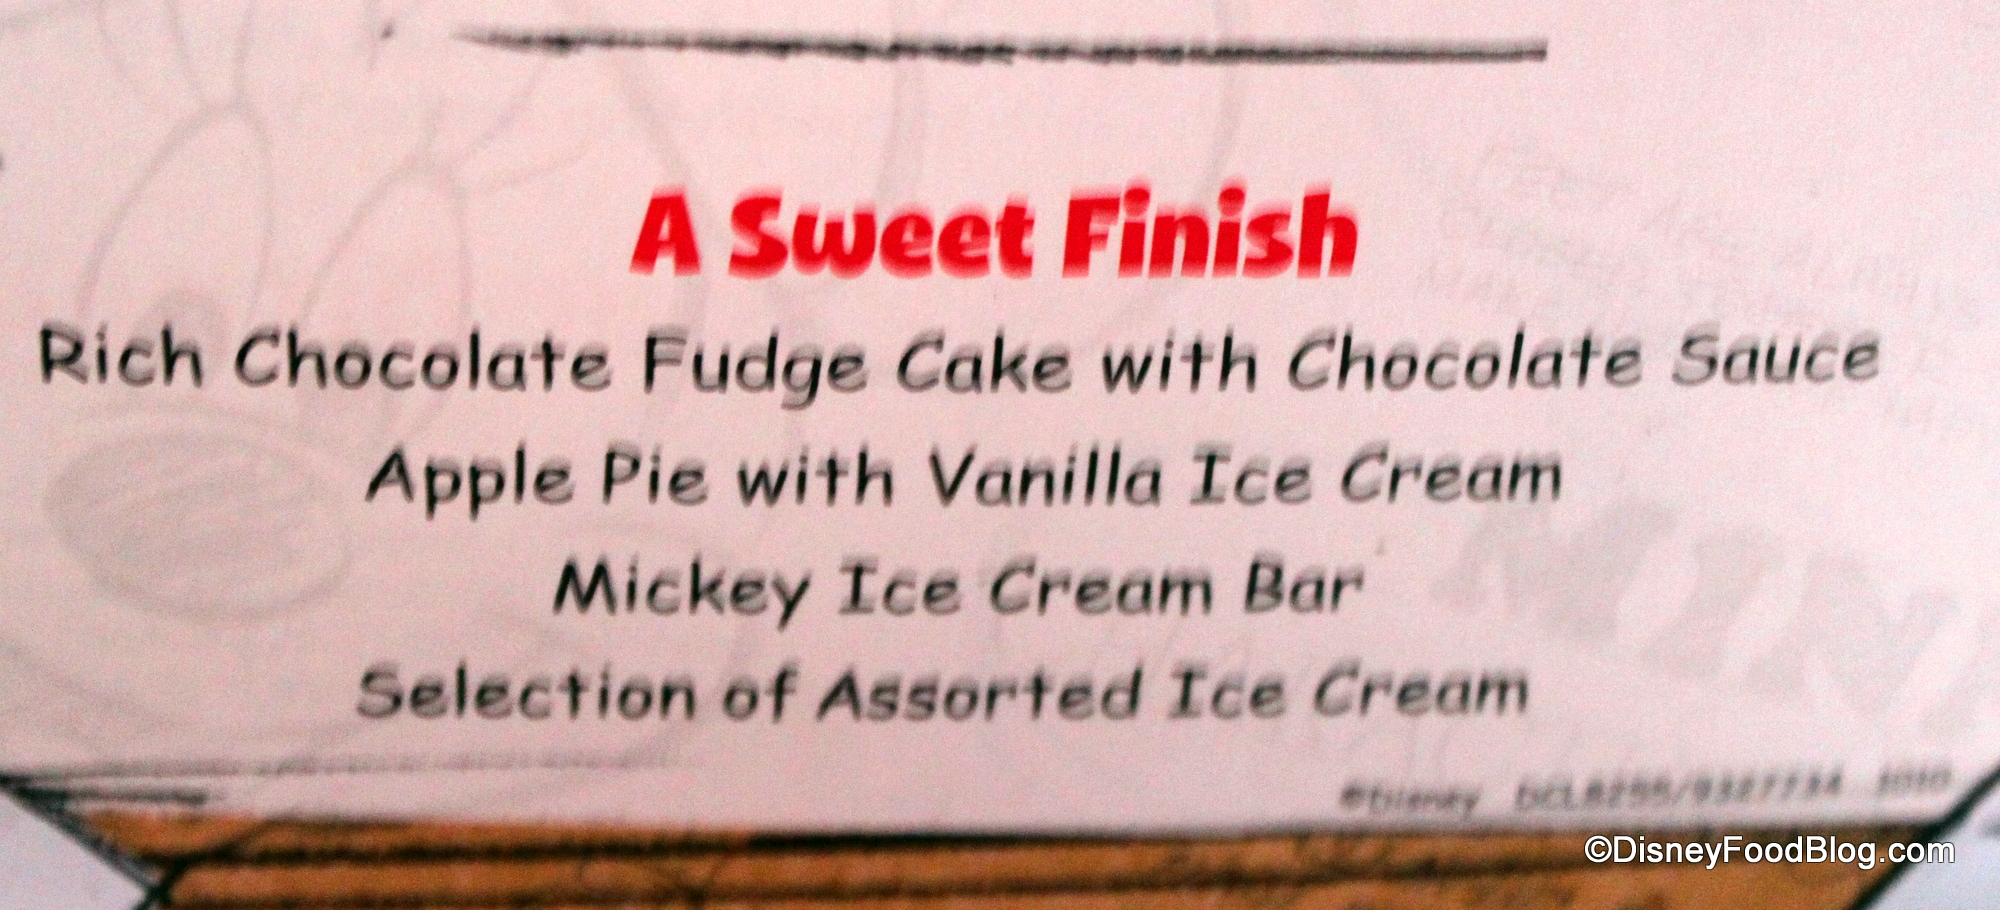 A Sweet Finish
Rich Chocolate Fudge Cake with Chocolate Sauce
Apple Pie with Vanilla Ice Cream
Mickey Ice Cream Bar
Selection of Assorted Ice Cream
©Disney
©DisneyFoodBlog.com